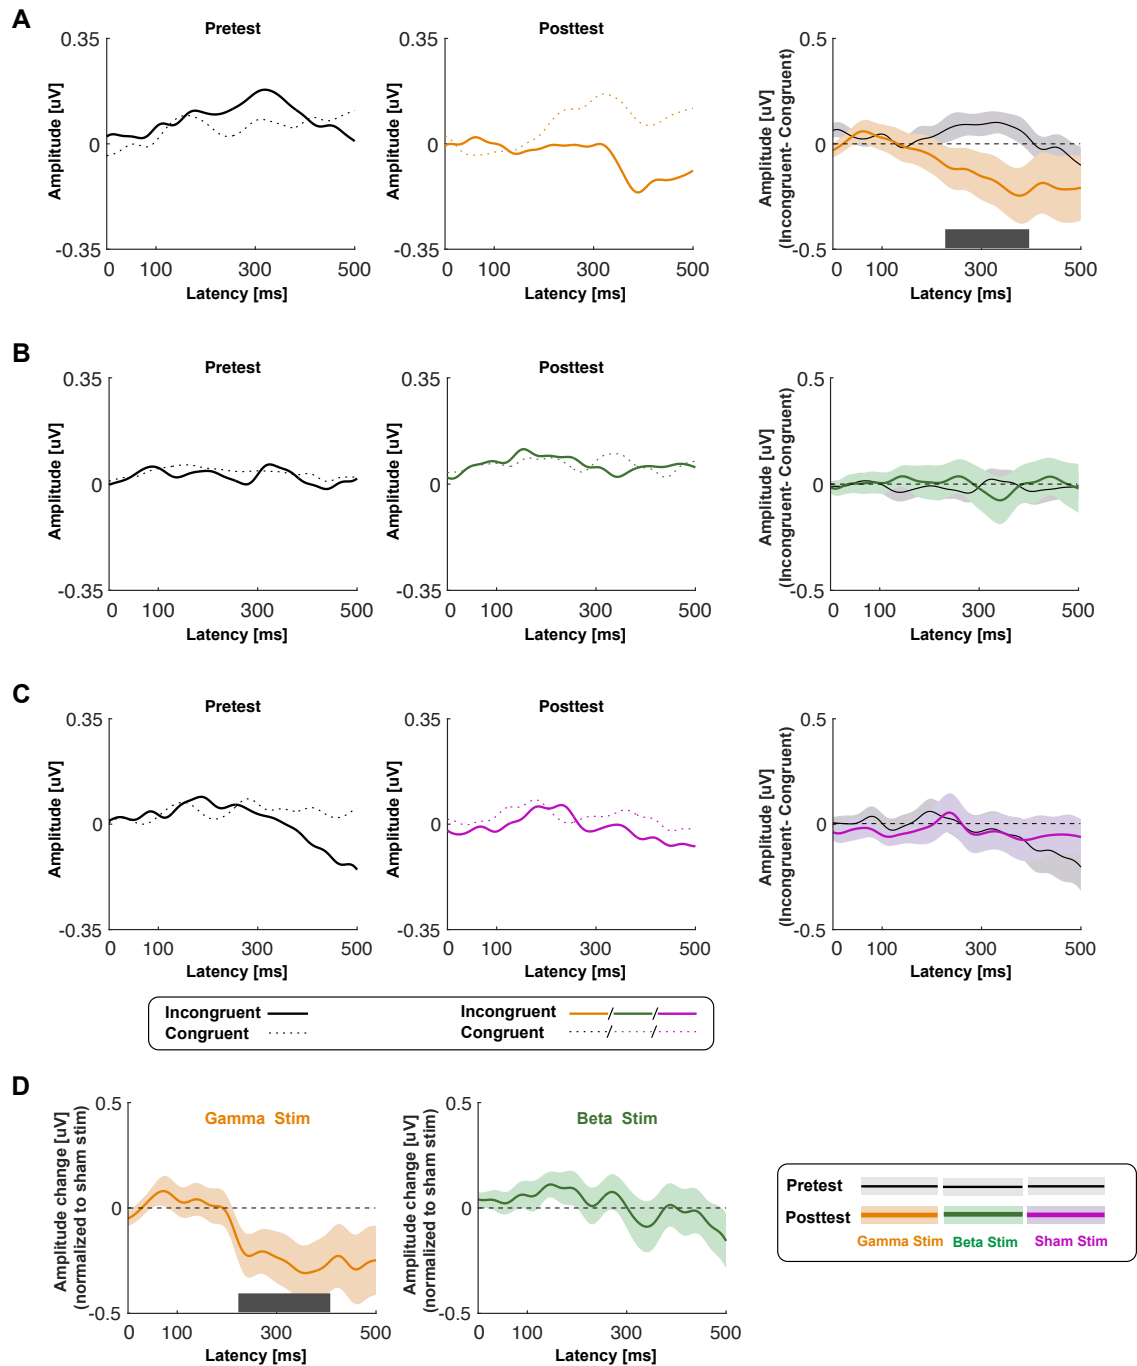 A
Pretest
Posttest
0.35
0
-0.35
Amplitude [uV]
0 100 300 500
Latency [ms]
0.35
0
-0.35
Amplitude [uV]
0 100 300 500
Latency [ms]
0.5
0
-0.5
Amplitude [uV]
(Incongruent- Congruent)
0 100 300 500
Latency [ms]
B
Pretest
Posttest
0.35
0
-0.35
Amplitude [uV]
0 100 300 500
Latency [ms]
0.35
0
-0.35
Amplitude [uV]
0 100 300 500
Latency [ms]
0.5
0
-0.5
Amplitude [uV]
(Incongruent- Congruent)
0 100 300 500
Latency [ms]
C
Pretest
Posttest
0.35
0
-0.35
Amplitude [uV]
0 100 300 500
Latency [ms]
0.35
0
-0.35
Amplitude [uV]
0 100 300 500
Latency [ms]
0.5
0
-0.5
Amplitude [uV]
(Incongruent- Congruent)
0 100 300 500
Latency [ms]
Incongruent
Congruent
Incongruent / /
Congruent / /
D
Gamma Stim
0.5
0
-0.5
Amplitude change [uV]
(normalized to sham stim)
0 100 300 500
Latency [ms]
Beta Stim
0.5
0
-0.5
Amplitude change [uV]
(normalized to sham stim)
0 100 300 500
Latency [ms]
Pretest
Posttest
Gamma Stim Beta Stim Sham Stim